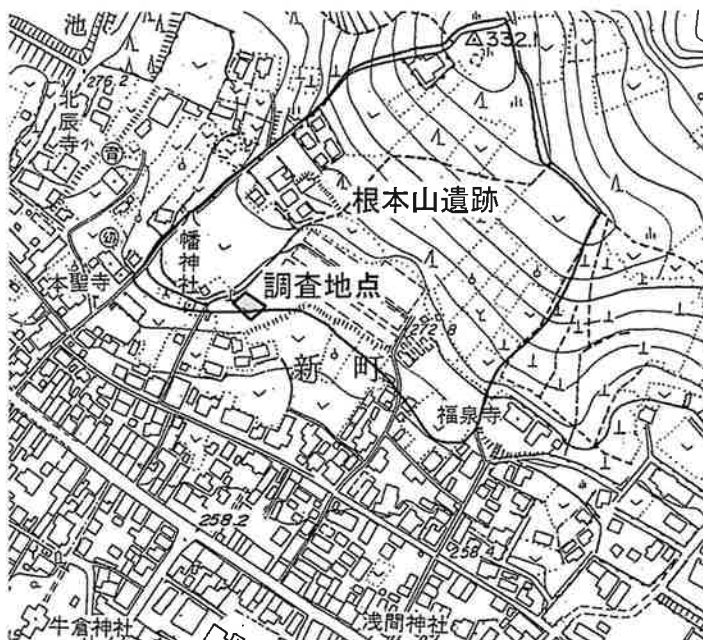 池
△332.1
276.2
北辰寺
音
根本山遺跡
幼
幡神社
本聖寺
調査地点
272.8
新町
福泉寺
258.2
258.4
牛倉神社
浅間神社